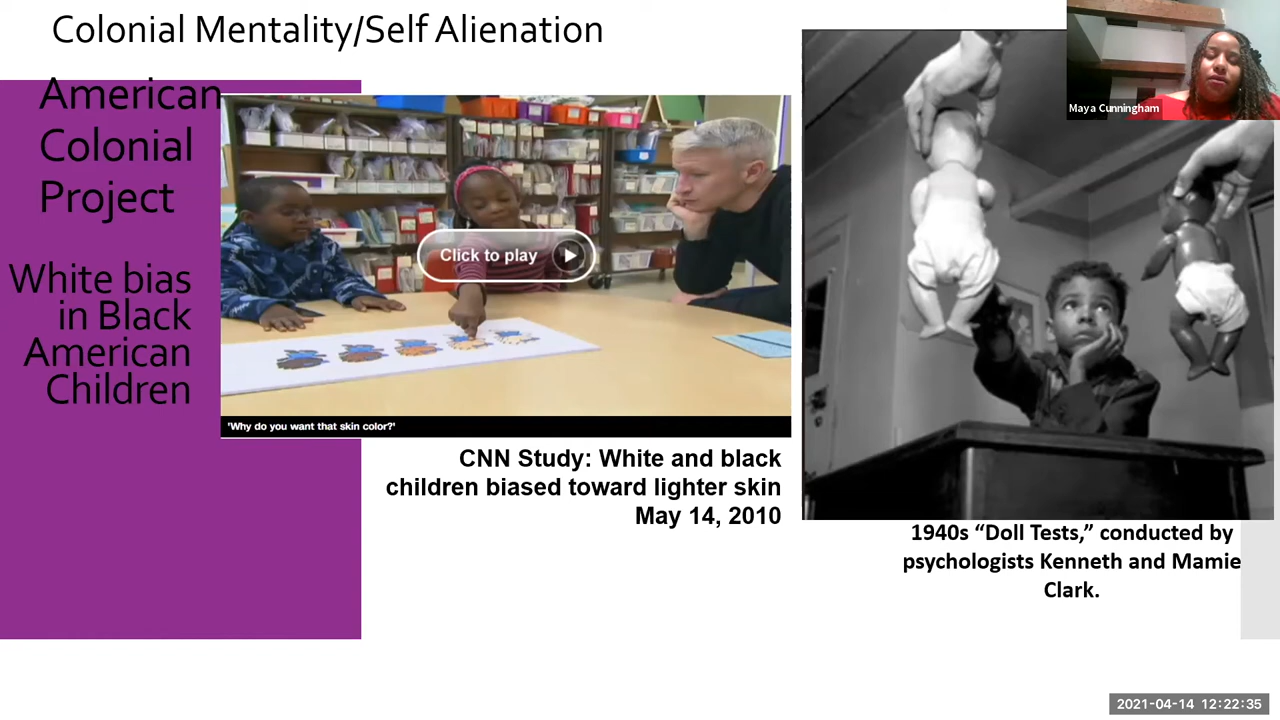 Colonial Mentality/Self Alienation
American
Colonial
Project
White bias
in Black
American
Children
Click to play
'Why do you want that skin color?'
CNN Study: White and black
children biased toward lighter skin
May 14, 2010
Maya Cunningham
1940s “Doll Tests,” conducted by
psychologists Kenneth and Mamie
Clark.
2021-04-14 12:22:35